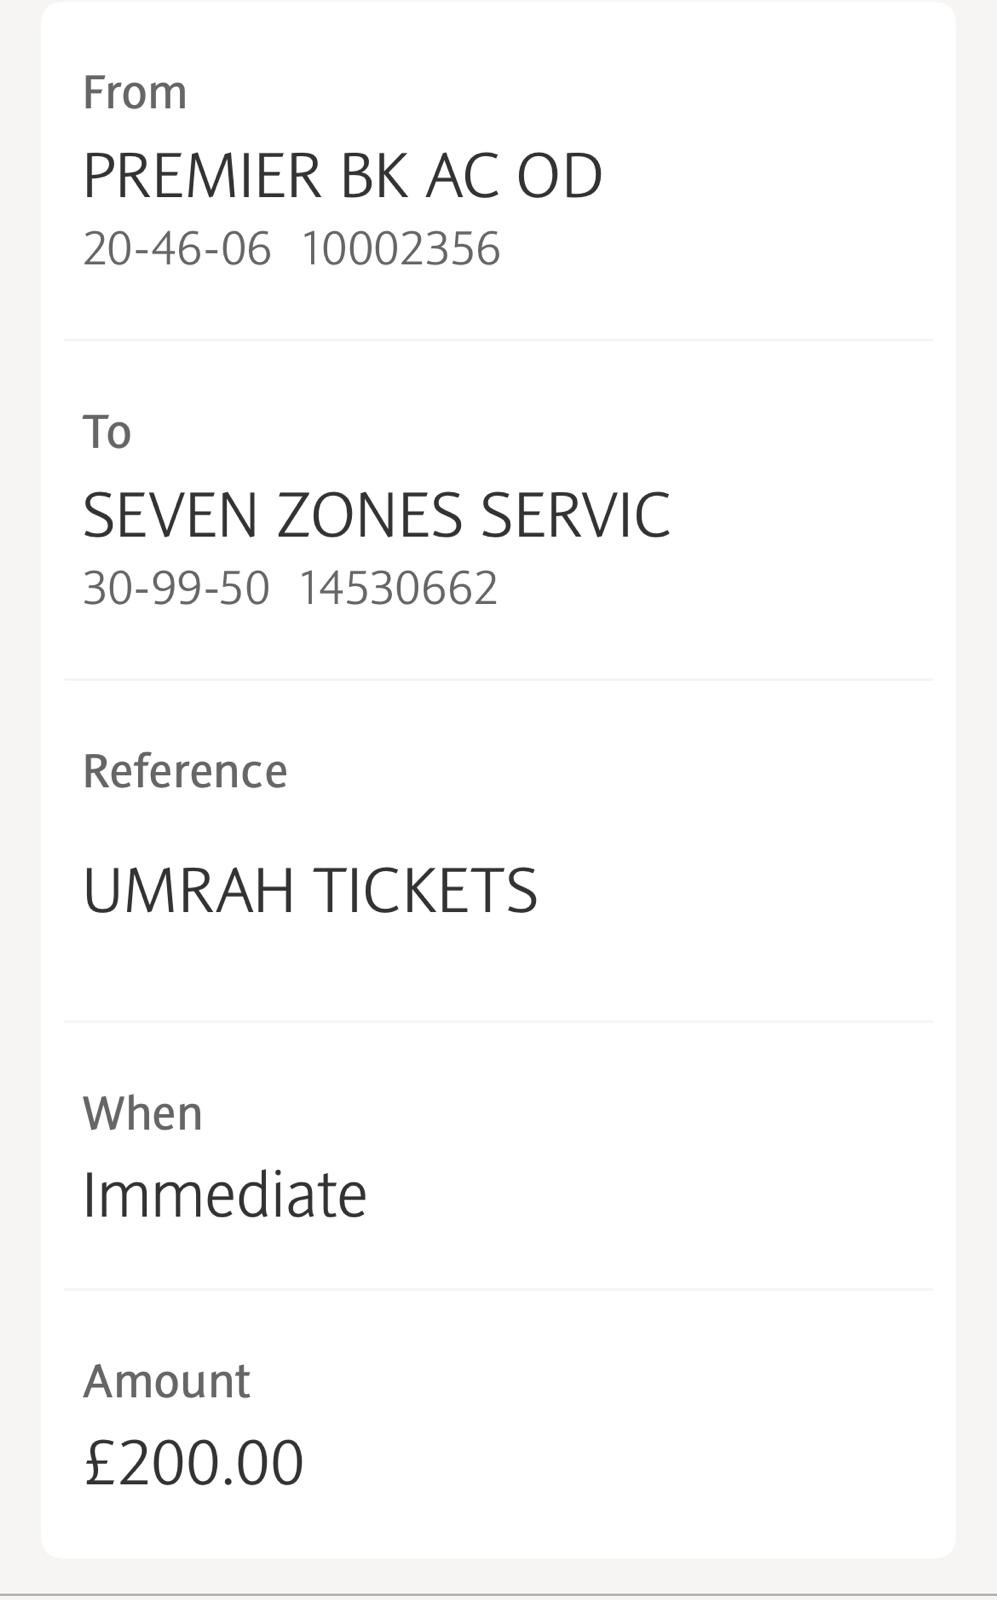 From
PREMIER BK AC OD
20-46-06 10002356
To
SEVEN ZONES SERVIC
30-99-50 14530662
Reference
UMRAH TICKETS
When
Immediate
Amount
£200.00